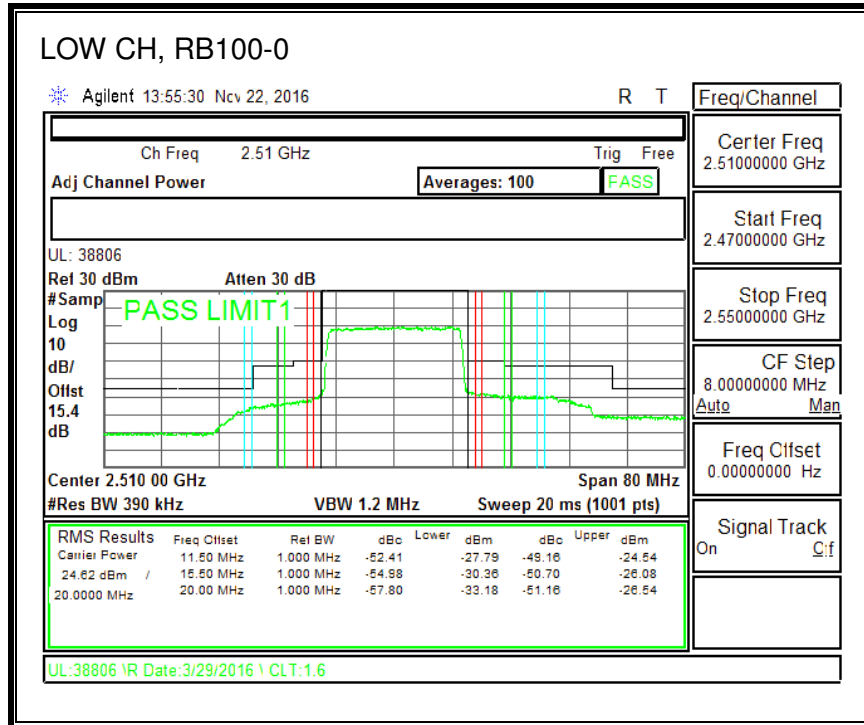 LOW CH, RB100-0
Agilent 13:55:30 Nov 22, 2016 R T
Freq/Channel
Ch Freq 2.51 GHz Trig Free
Adj Channel Power Averages: 100 PASS
Center Freq
2.51000000 GHz
Start Freq
2.47000000 GHz
Stop Freq
2.55000000 GHz
CF Step
8.00000000 MHz
Auto Man
Freq Offset
0.00000000 Hz
Signal Track
On Off
UL: 38806
Ref 30 dBm Atten 30 dB
#Samp
Log
10
dB/
Offst
15.4
dB
PASS LIMIT1
Center 2.510 00 GHz Span 80 MHz
#Res BW 390 kHz VBW 1.2 MHz Sweep 20 ms (1001 pts)
RMS Results Freq Offset Ref BW dBc Lower dBm dBc Upper dBm
Carrier Power 11.50 MHz 1.000 MHz -52.41 -27.79 -49.16 -24.54
24.62 dBm / 15.50 MHz 1.000 MHz -54.98 -30.36 -50.70 -26.08
20.0000 MHz 20.00 MHz 1.000 MHz -57.80 -33.18 -51.16 -26.54
UL:38806 \R Date:3/29/2016 \ CLT:1.6